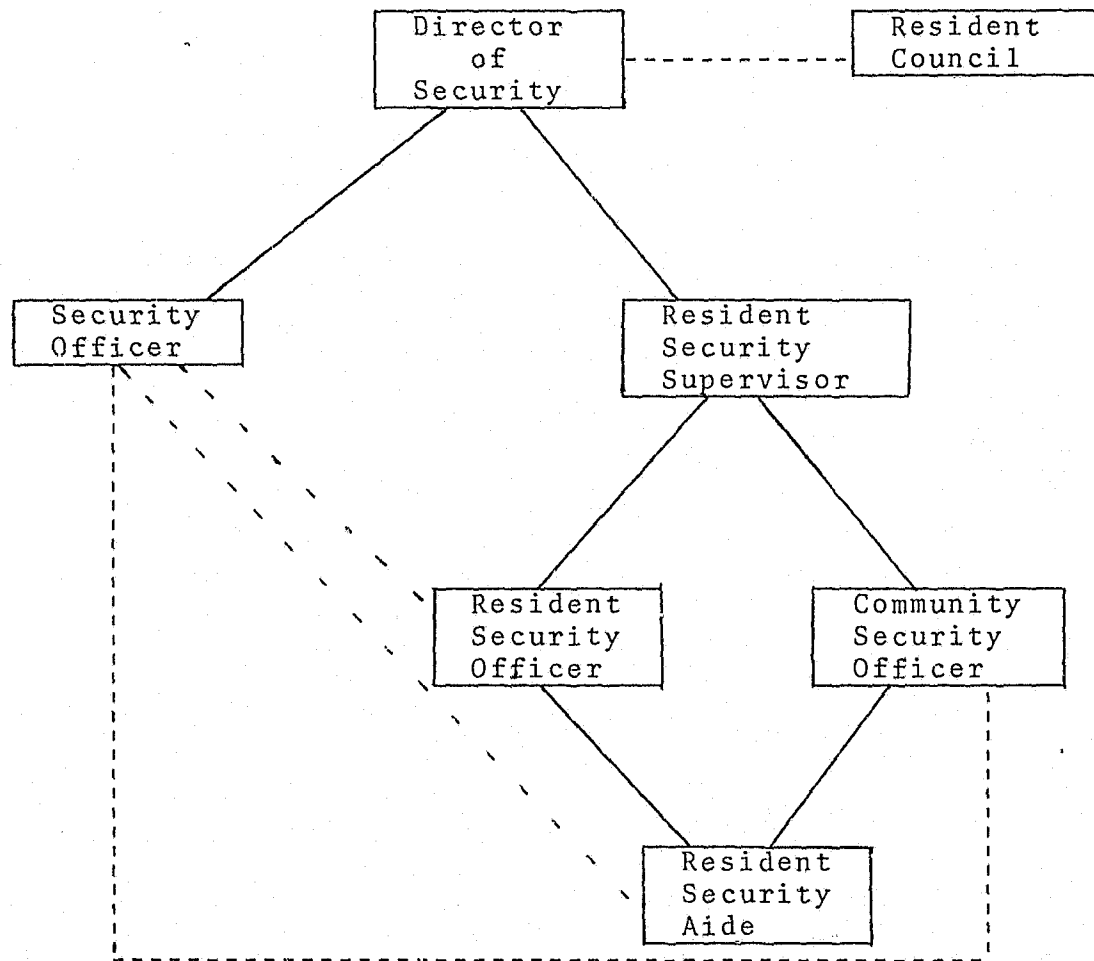 Director
of
Security
Resident
Council
Security
Officer
Resident
Security
Supervisor
Resident
Security
Officer
Community
Security
Officer
Resident
Security
Aide